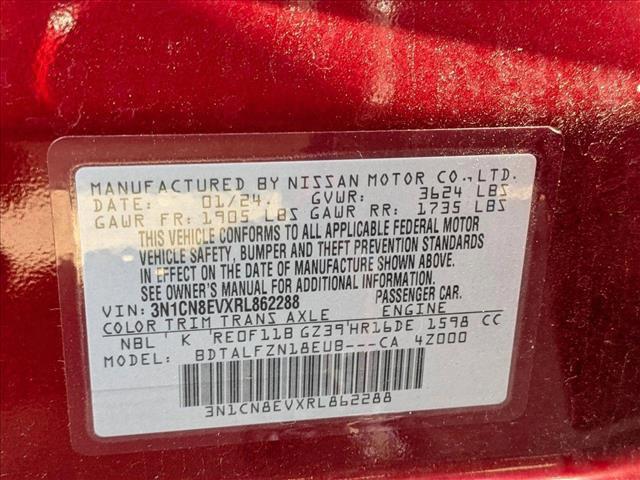 MANUFACTURED BY NISSAN MOTOR CO.,LTD.
DATE: 01/24. GVWR: 3624 LBS
GAWR FR: 1905 LBS GAWR RR: 1735 LBS
THIS VEHICLE CONFORMS TO ALL APPLICABLE FEDERAL MOTOR
VEHICLE SAFETY, BUMPER AND THEFT PREVENTION STANDARDS
IN EFFECT ON THE DATE OF MANUFACTURE SHOWN ABOVE.
SEE OWNER'S MANUAL FOR ADDITIONAL INFORMATION.
VIN: 3N1CN8EVXRL862288 PASSENGER CAR.
COLOR TRIM TRANS AXLE ENGINE
NBL K RE0F11B GZ39 HR16DE 1598 CC
MODEL: BDTALFZN18EUB---CA 4Z000
3N1CN8EVXRL862288